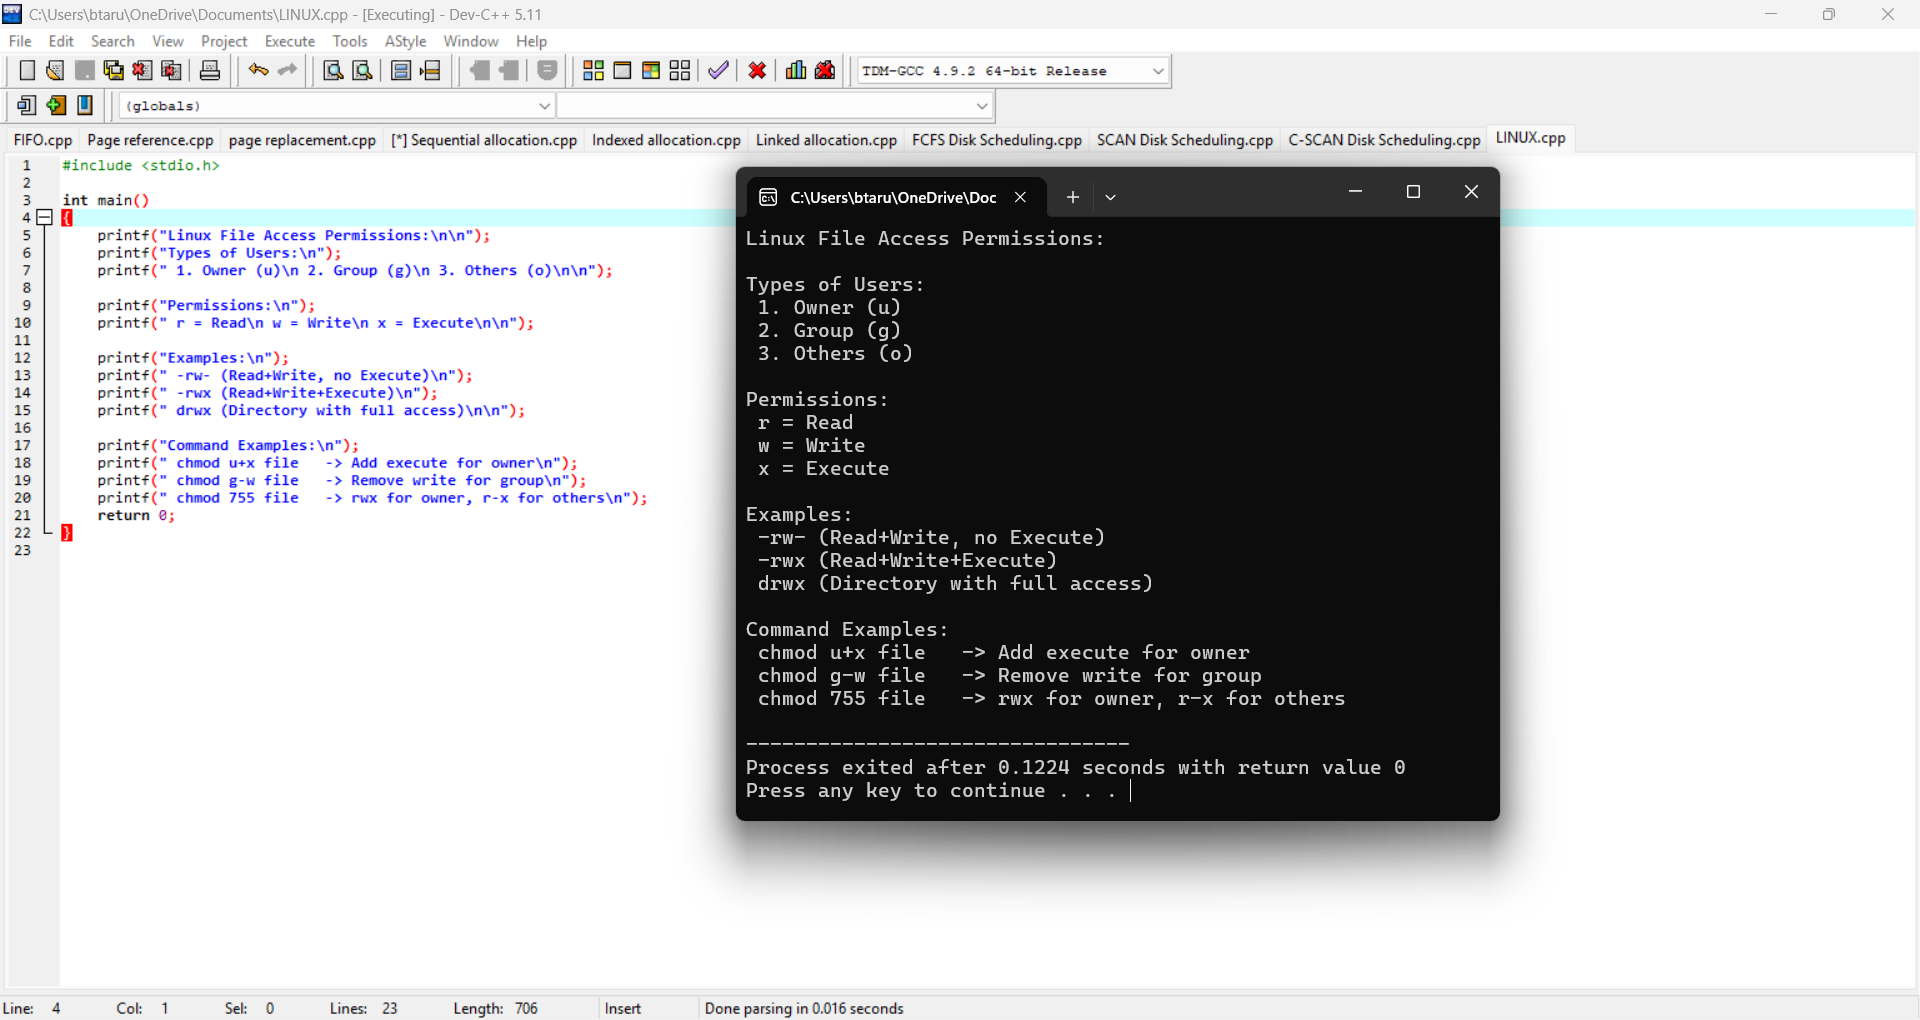 C:\Users\btaru\OneDrive\Documents\LINUX.cpp - [Executing] - Dev-C++ 5.11
File Edit Search View Project Execute Tools AStyle Window Help
TDM-GCC 4.9.2 64-bit Release
(globals)
FIFO.cpp Page reference.cpp page replacement.cpp [*] Sequential allocation.cpp Indexed allocation.cpp Linked allocation.cpp FCFS Disk Scheduling.cpp SCAN Disk Scheduling.cpp C-SCAN Disk Scheduling.cpp LINUX.cpp
1 #include <stdio.h>
2
3 int main()
4 {
5 printf("Linux File Access Permissions:\n\n");
6 printf("Types of Users:\n");
7 printf(" 1. Owner (u)\n 2. Group (g)\n 3. Others (o)\n\n");
8
9 printf("Permissions:\n");
10 printf(" r = Read\n w = Write\n x = Execute\n\n");
11
12 printf("Examples:\n");
13 printf(" -rw- (Read+Write, no Execute)\n");
14 printf(" -rwx (Read+Write+Execute)\n");
15 printf(" drwx (Directory with full access)\n\n");
16
17 printf("Command Examples:\n");
18 printf(" chmod u+x file   -> Add execute for owner\n");
19 printf(" chmod g-w file   -> Remove write for group\n");
20 printf(" chmod 755 file   -> rwx for owner, r-x for others\n");
21 return 0;
22 }
23
C:\Users\btaru\OneDrive\Doc
Linux File Access Permissions:
Types of Users:
1. Owner (u)
2. Group (g)
3. Others (o)
Permissions:
r = Read
w = Write
x = Execute
Examples:
-rw- (Read+Write, no Execute)
-rwx (Read+Write+Execute)
drwx (Directory with full access)
Command Examples:
chmod u+x file   -> Add execute for owner
chmod g-w file   -> Remove write for group
chmod 755 file   -> rwx for owner, r-x for others
--------------------------------
Process exited after 0.1224 seconds with return value 0
Press any key to continue . . .
Line: 4 Col: 1 Sel: 0 Lines: 23 Length: 706 Insert Done parsing in 0.016 seconds